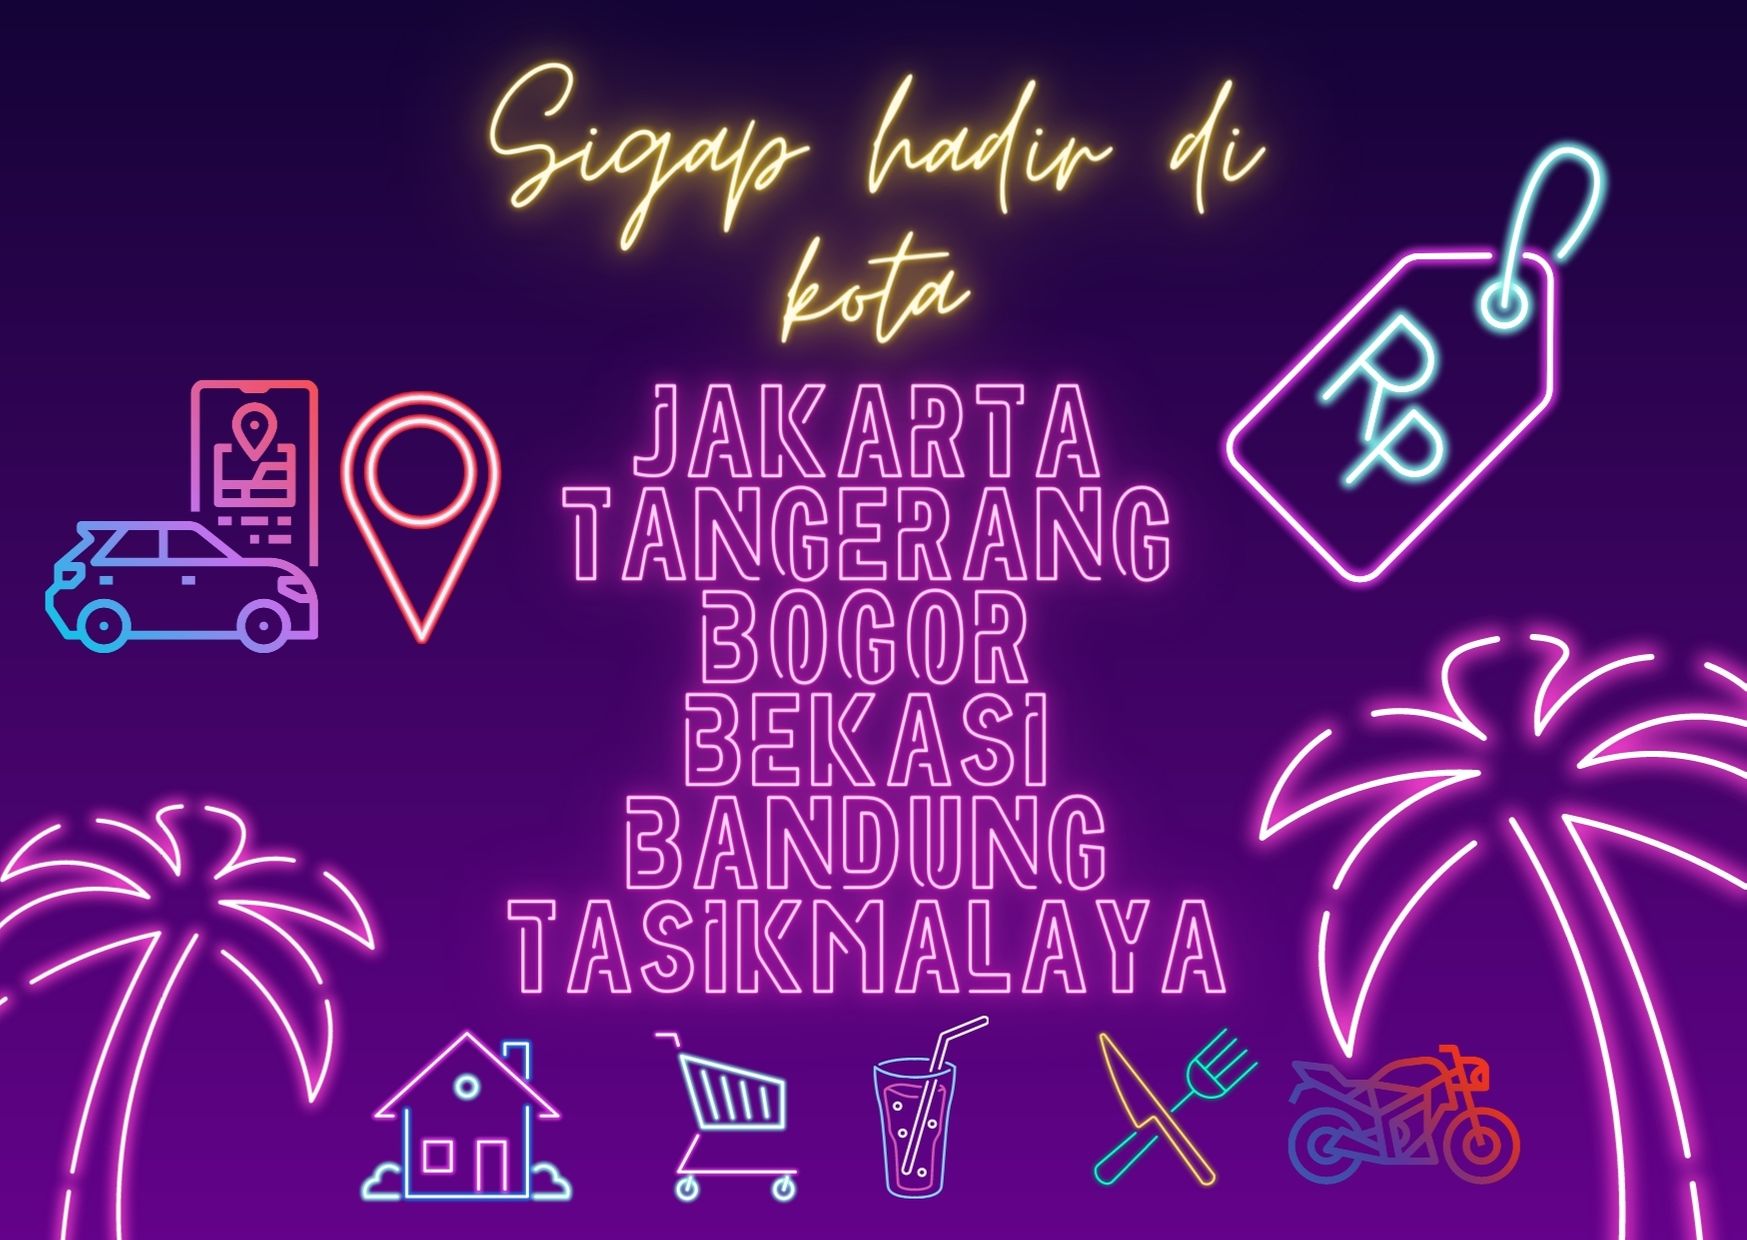 Sigap hadir di
kota
JAKARTA
TANGERANG
BOGOR
BEKASI
BANDUNG
TASIKMALAYA
RP